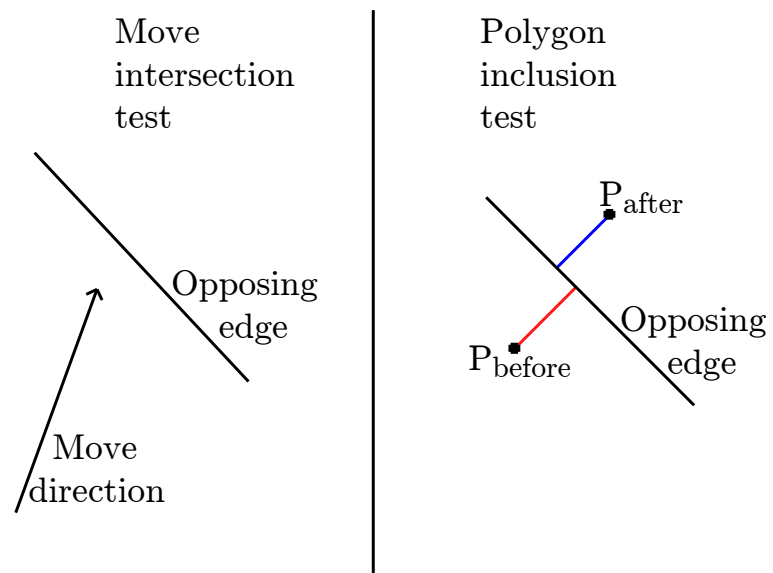 Move
intersection
test
Opposing
edge
Move
direction
Polygon
inclusion
test
P_after
Opposing
edge
P_before